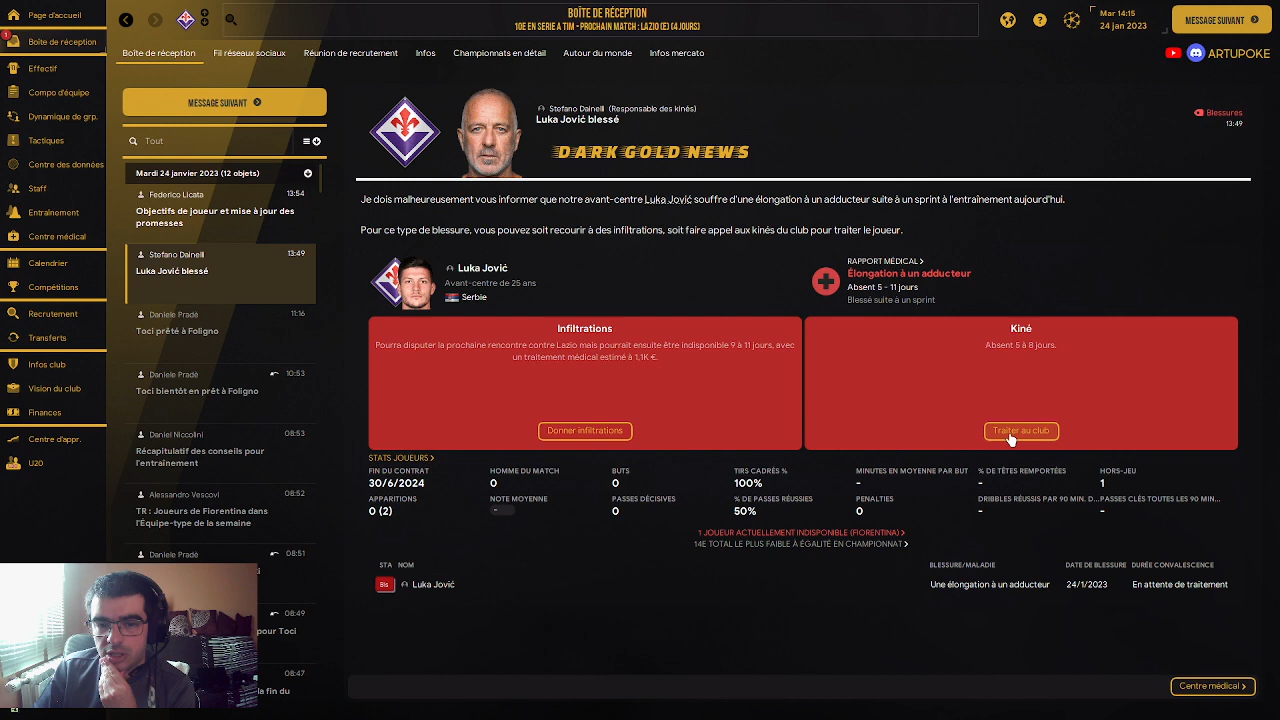 BOÎTE DE RÉCEPTION
10E EN SERIE A TIM - PROCHAIN MATCH : LAZIO (E) (4 JOURS)
Mar 14:15
24 jan 2023
MESSAGE SUIVANT
Page d'accueil
1
Boîte de réception
Effectif
Compo d'équipe
Dynamique de grp.
Tactiques
Centre des données
Staff
Entraînement
Centre médical
Calendrier
Compétitions
Recrutement
Transferts
Infos club
Vision du club
Finances
Centre d'appr.
U20
Boîte de réception
Fil réseaux sociaux
Réunion de recrutement
Infos
Championnats en détail
Autour du monde
Infos mercato
ARTUPOKE
MESSAGE SUIVANT
Tout
Mardi 24 janvier 2023 (12 objets)
Federico Licata 13:54
Objectifs de joueur et mise à jour des
promesses
Stefano Dainelli 13:49
Luka Jović blessé
Daniele Pradé 11:16
Toci prêté à Foligno
Daniele Pradé 10:53
Toci bientôt en prêt à Foligno
Daniel Niccolini 08:53
Récapitulatif des conseils pour
l'entraînement
Alessandro Vescovi 08:52
TR : Joueurs de Fiorentina dans
l'Équipe-type de la semaine
Daniele Pradé 08:51
08:49
pour Toci
08:47
la fin du
Stefano Dainelli (Responsable des kinés)
Luka Jović blessé
DARK GOLD NEWS
Blessures
13:49
Je dois malheureusement vous informer que notre avant-centre Luka Jović souffre d'une élongation à un adducteur suite à un sprint à l'entraînement aujourd'hui.
Pour ce type de blessure, vous pouvez soit recourir à des infiltrations, soit faire appel aux kinés du club pour traiter le joueur.
Luka Jović
Avant-centre de 25 ans
Serbie
RAPPORT MÉDICAL
Élongation à un adducteur
Absent 5 - 11 jours
Blessé suite à un sprint
Infiltrations
Pourra disputer la prochaine rencontre contre Lazio mais pourrait ensuite être indisponible 9 à 11 jours, avec
un traitement médical estimé à 1,1K €.
Donner infiltrations
Kiné
Absent 5 à 8 jours.
Traiter au club
STATS JOUEURS
FIN DU CONTRAT HOMME DU MATCH BUTS TIRS CADRÉS % MINUTES EN MOYENNE PAR BUT % DE TÊTES REMPORTÉES HORS-JEU
30/6/2024 0 0 100% - - 1
APPARITIONS NOTE MOYENNE PASSES DÉCISIVES % DE PASSES RÉUSSIES PENALTIES DRIBBLES RÉUSSIS PAR 90 MIN. D... PASSES CLÉS TOUTES LES 90 MIN...
0 (2) - 0 50% 0 - -
1 JOUEUR ACTUELLEMENT INDISPONIBLE (FIORENTINA)
14E TOTAL LE PLUS FAIBLE À ÉGALITÉ EN CHAMPIONNAT
STA NOM BLESSURE/MALADIE DATE DE BLESSURE DURÉE CONVALESCENCE
Bls Luka Jović Une élongation à un adducteur 24/1/2023 En attente de traitement
Centre médical